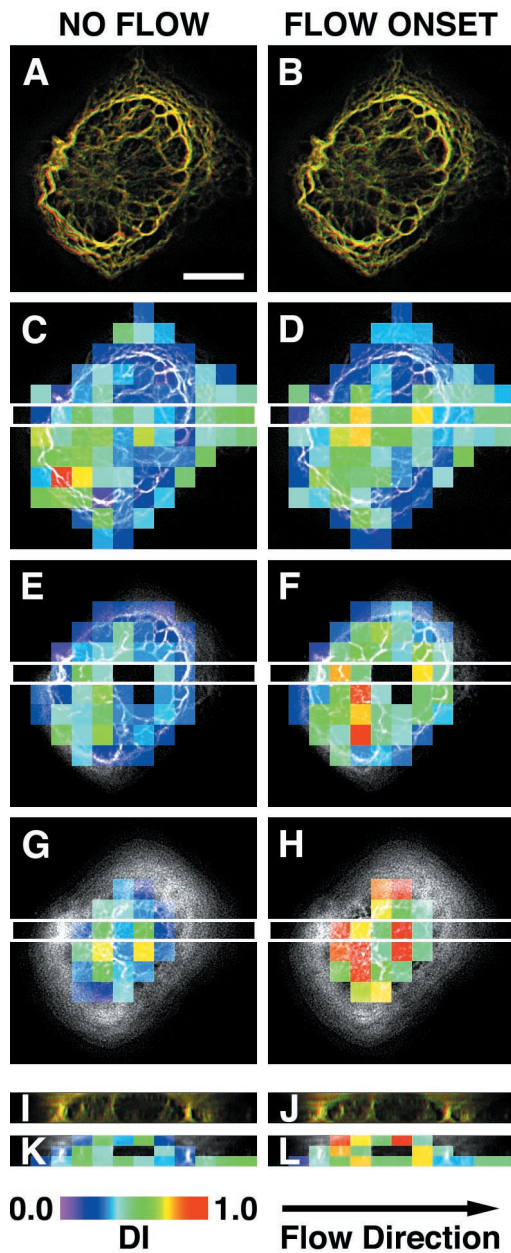 NO FLOW FLOW ONSET
A B
C D
E F
G H
I J
K L
0.0 1.0
DI Flow Direction